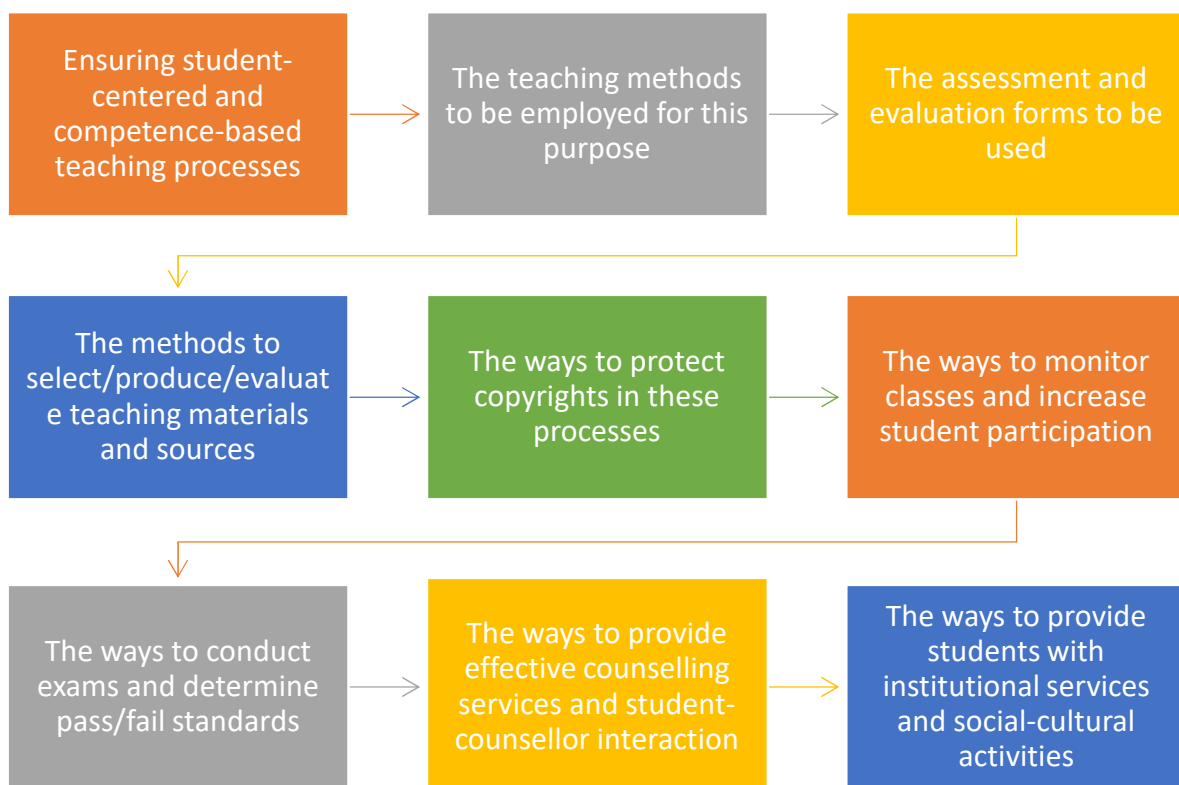 Ensuring student-
centered and
competence-based
teaching processes
The teaching methods
to be employed for this
purpose
The assessment and
evaluation forms to be
used
The methods to
select/produce/evaluat
e teaching materials
and sources
The ways to protect
copyrights in these
processes
The ways to monitor
classes and increase
student participation
The ways to conduct
exams and determine
pass/fail standards
The ways to provide
effective counselling
services and student-
counsellor interaction
The ways to provide
students with
institutional services
and social-cultural
activities